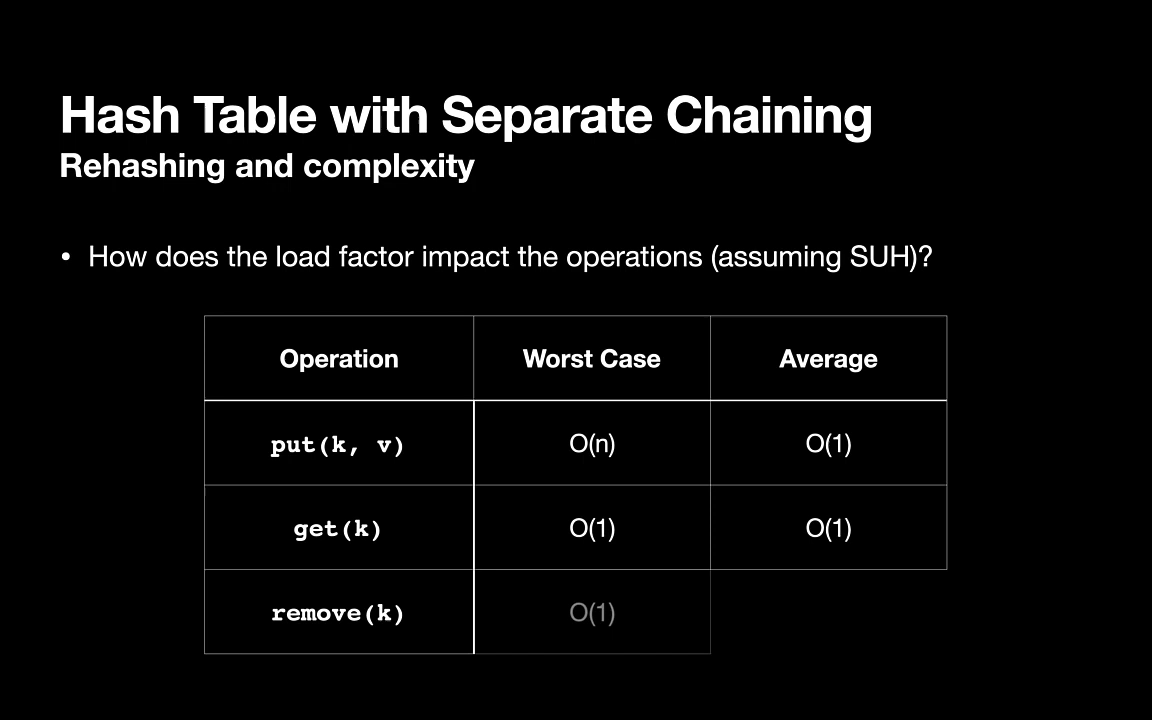 Hash Table with Separate Chaining
Rehashing and complexity
• How does the load factor impact the operations (assuming SUH)?
Operation Worst Case Average
put(k, v) O(n) O(1)
get(k) O(1) O(1)
remove(k) O(1)